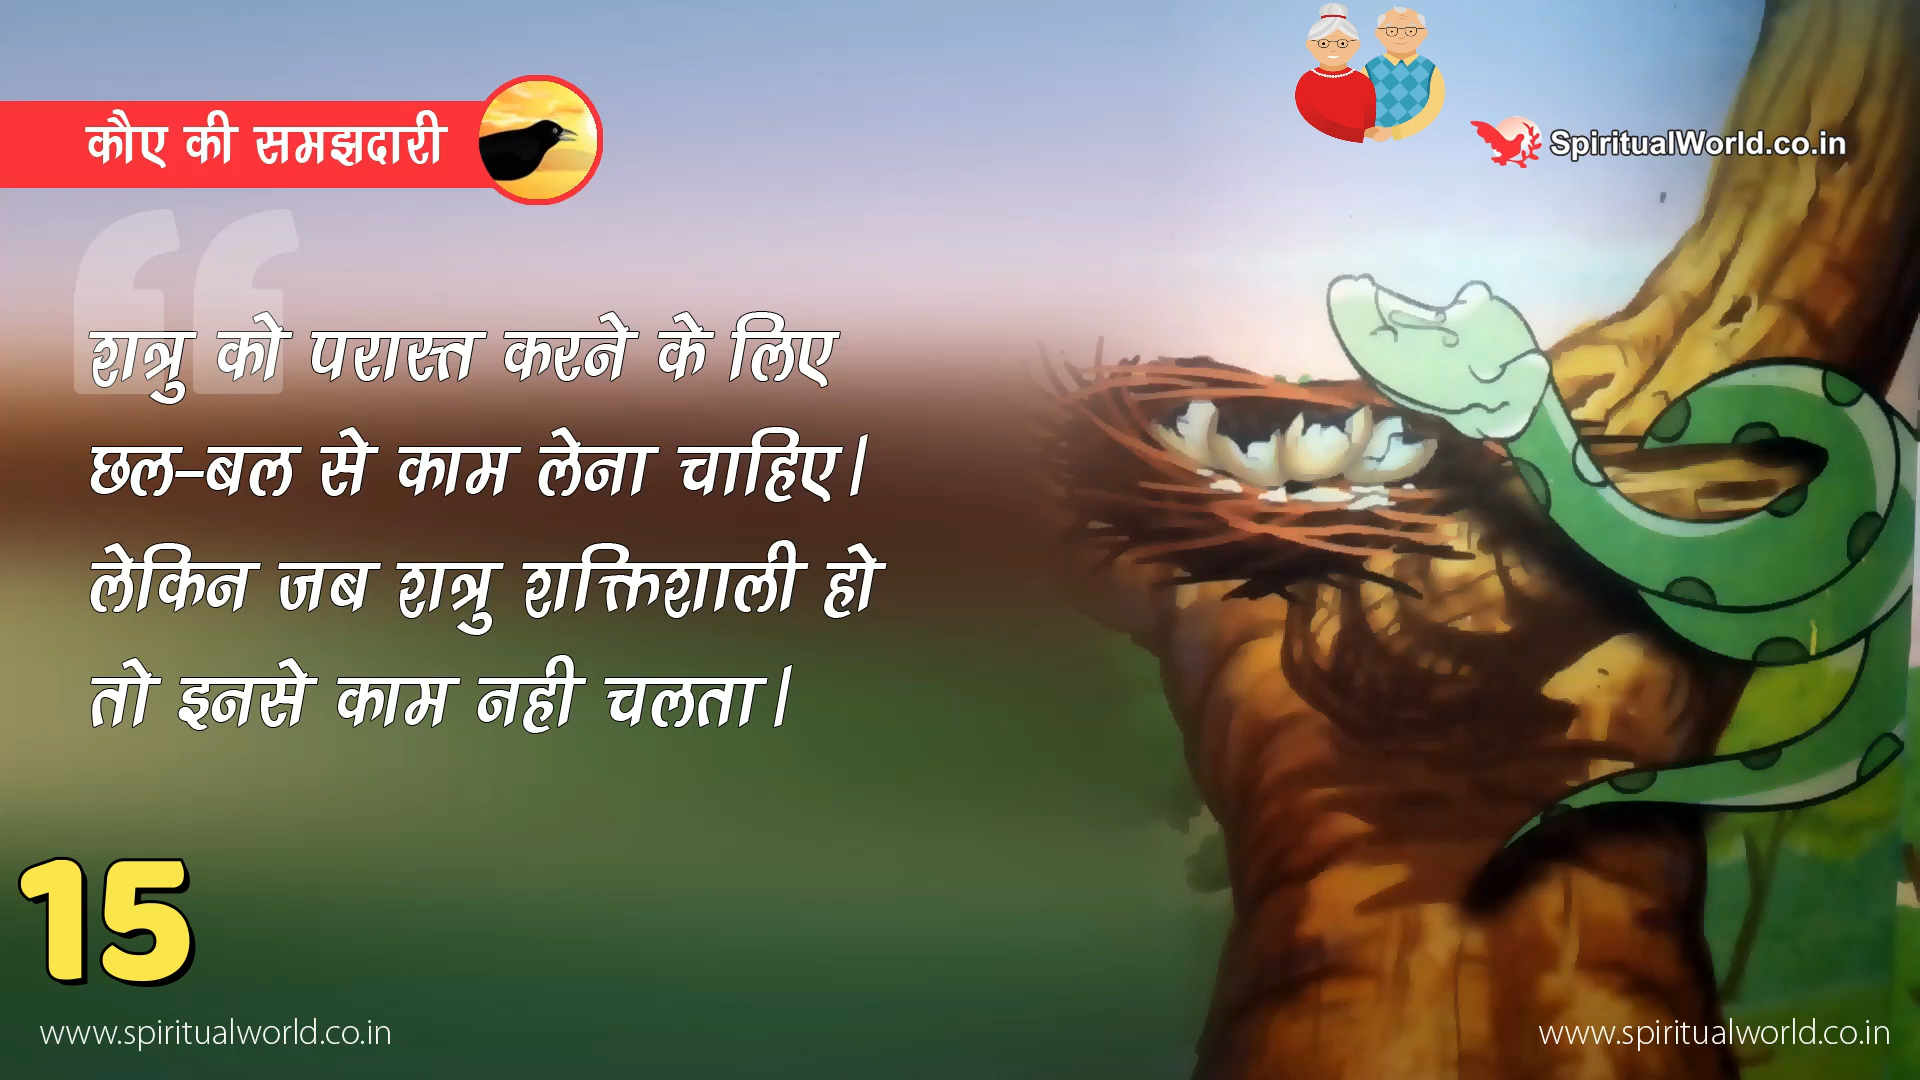 कौए की समझदारी
SpiritualWorld.co.in
शत्रु को परास्त करने के लिए
छल-बल से काम लेना चाहिए।
लेकिन जब शत्रु शक्तिशाली हो
तो इनसे काम नही चलता।
15
www.spiritualworld.co.in
www.spiritualworld.co.in